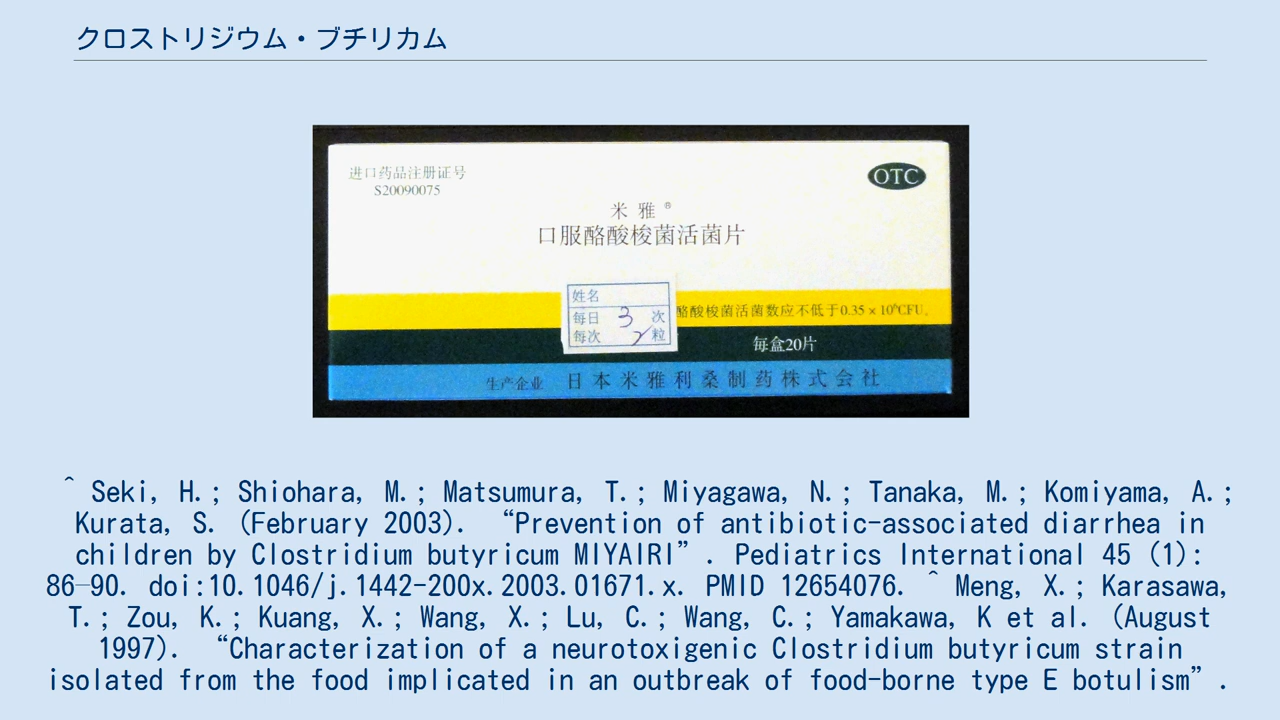 クロストリジウム・ブチリカム
进口药品注册证号
S20090075
OTC
米雅®
口服酪酸梭菌活菌片
姓名
每日 3 次
每次 2 粒
酪酸梭菌活菌数应不低于0.35×10⁶CFU。
每盒20片
生产企业 日本米雅利桑制药株式会社
^ Seki, H.; Shiohara, M.; Matsumura, T.; Miyagawa, N.; Tanaka, M.; Komiyama, A.;
Kurata, S. (February 2003). “Prevention of antibiotic-associated diarrhea in
children by Clostridium butyricum MIYAIRI”. Pediatrics International 45 (1):
86–90. doi:10.1046/j.1442-200x.2003.01671.x. PMID 12654076. ^ Meng, X.; Karasawa,
T.; Zou, K.; Kuang, X.; Wang, X.; Lu, C.; Wang, C.; Yamakawa, K et al. (August
1997). “Characterization of a neurotoxigenic Clostridium butyricum strain
isolated from the food implicated in an outbreak of food-borne type E botulism”.